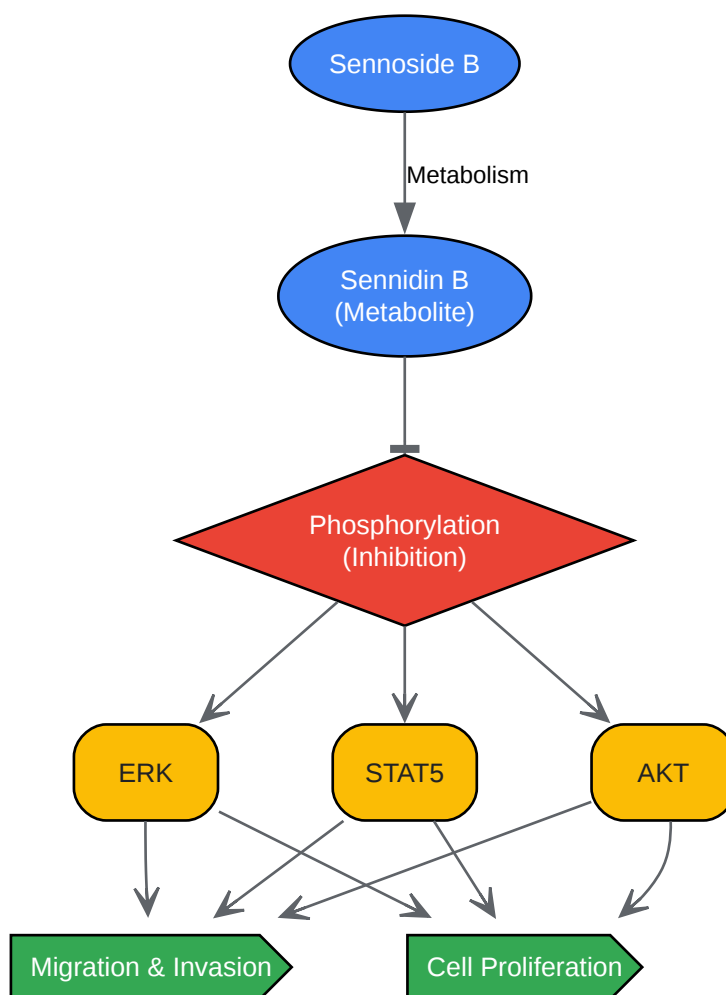 Sennoside B
Metabolism
Sennidin B
(Metabolite)
Phosphorylation
(Inhibition)
ERK
STAT5
AKT
Migration & Invasion
Cell Proliferation